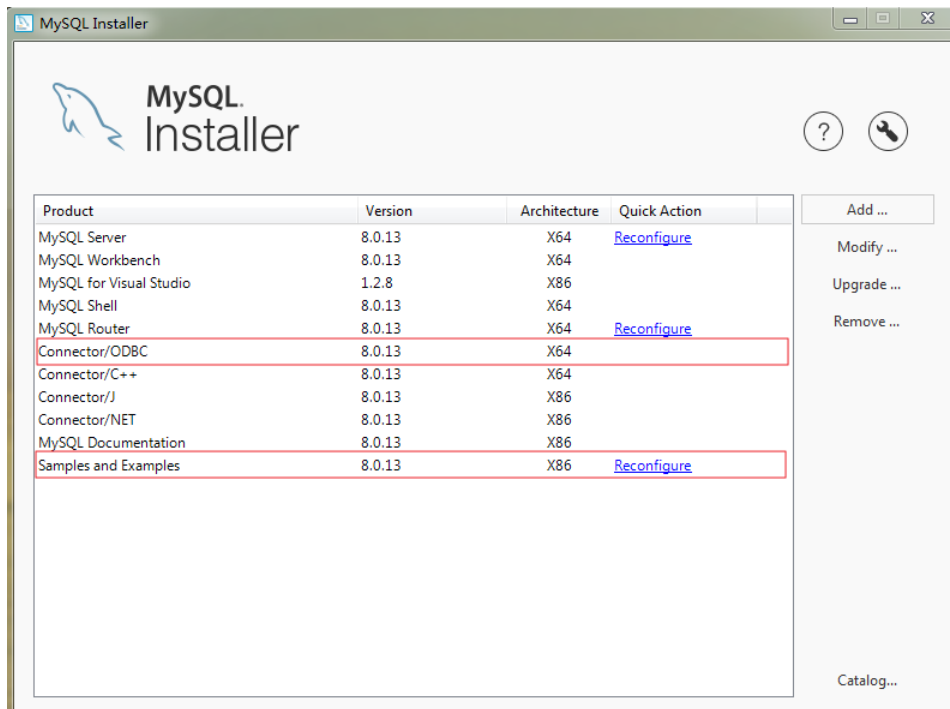 MySQL Installer
MySQL.
Installer
?
Product Version Architecture Quick Action
MySQL Server 8.0.13 X64 Reconfigure
MySQL Workbench 8.0.13 X64
MySQL for Visual Studio 1.2.8 X86
MySQL Shell 8.0.13 X64
MySQL Router 8.0.13 X64 Reconfigure
Connector/ODBC 8.0.13 X64
Connector/C++ 8.0.13 X64
Connector/J 8.0.13 X86
Connector/NET 8.0.13 X86
MySQL Documentation 8.0.13 X86
Samples and Examples 8.0.13 X86 Reconfigure
Add ...
Modify ...
Upgrade ...
Remove ...
Catalog...